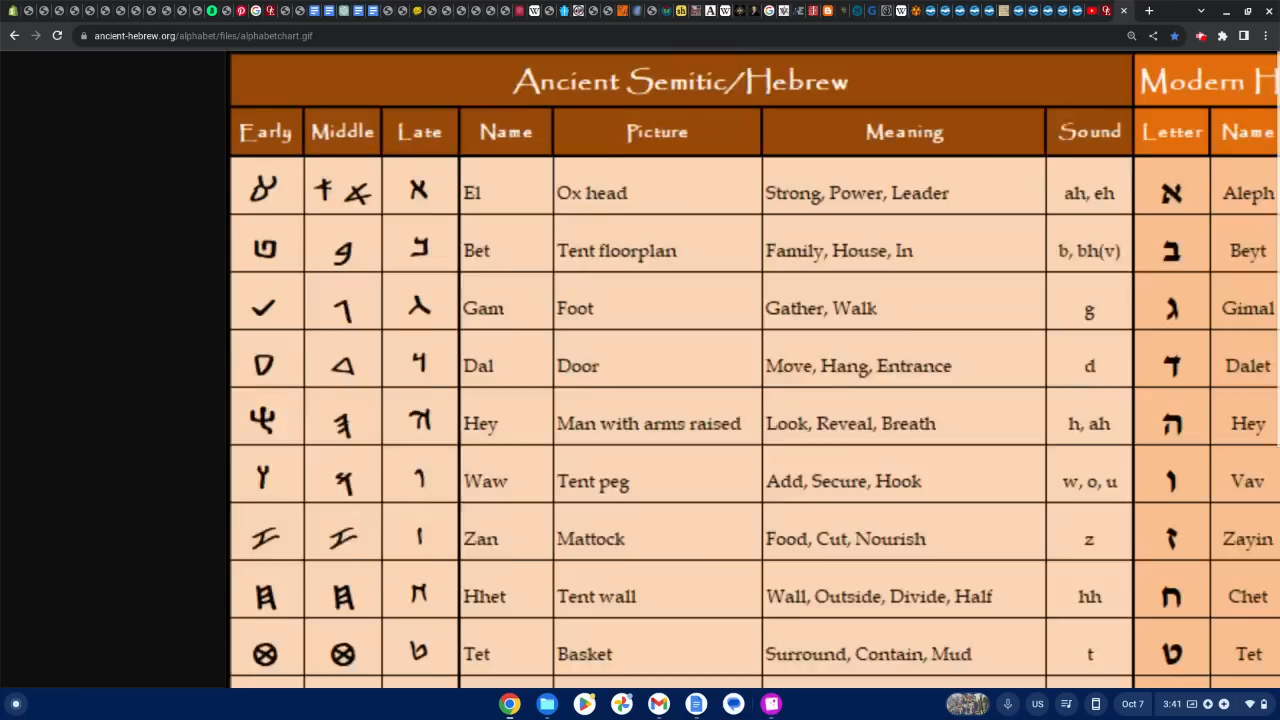 ancient-hebrew.org/alphabet/files/alphabetchart.gif
Ancient Semitic/Hebrew Modern H
Early Middle Late Name Picture Meaning Sound Letter Name
El Ox head Strong, Power, Leader ah, eh א Aleph
Bet Tent floorplan Family, House, In b, bh(v) ב Beyt
Gam Foot Gather, Walk g ג Gimal
Dal Door Move, Hang, Entrance d ד Dalet
Hey Man with arms raised Look, Reveal, Breath h, ah ה Hey
Waw Tent peg Add, Secure, Hook w, o, u ו Vav
Zan Mattock Food, Cut, Nourish z ז Zayin
Hhet Tent wall Wall, Outside, Divide, Half hh ח Chet
Tet Basket Surround, Contain, Mud t ט Tet
US Oct 7 3:41